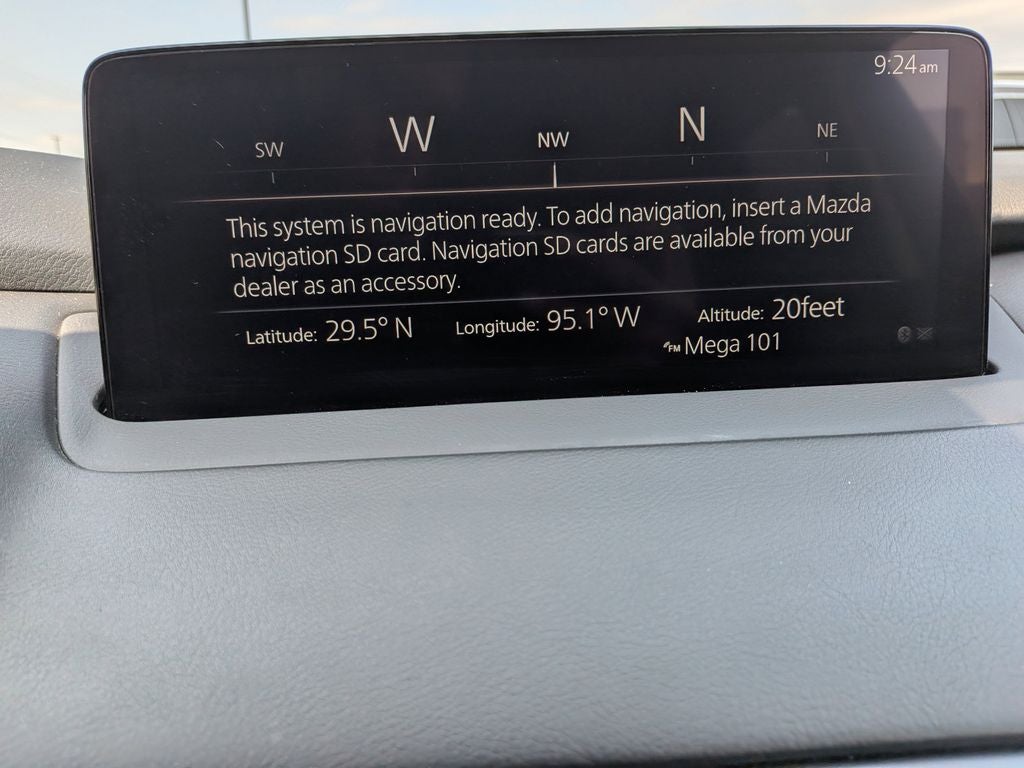 9:24 am
SW W NW N NE
This system is navigation ready. To add navigation, insert a Mazda
navigation SD card. Navigation SD cards are available from your
dealer as an accessory.
Latitude: 29.5° N Longitude: 95.1° W Altitude: 20feet
FM Mega 101